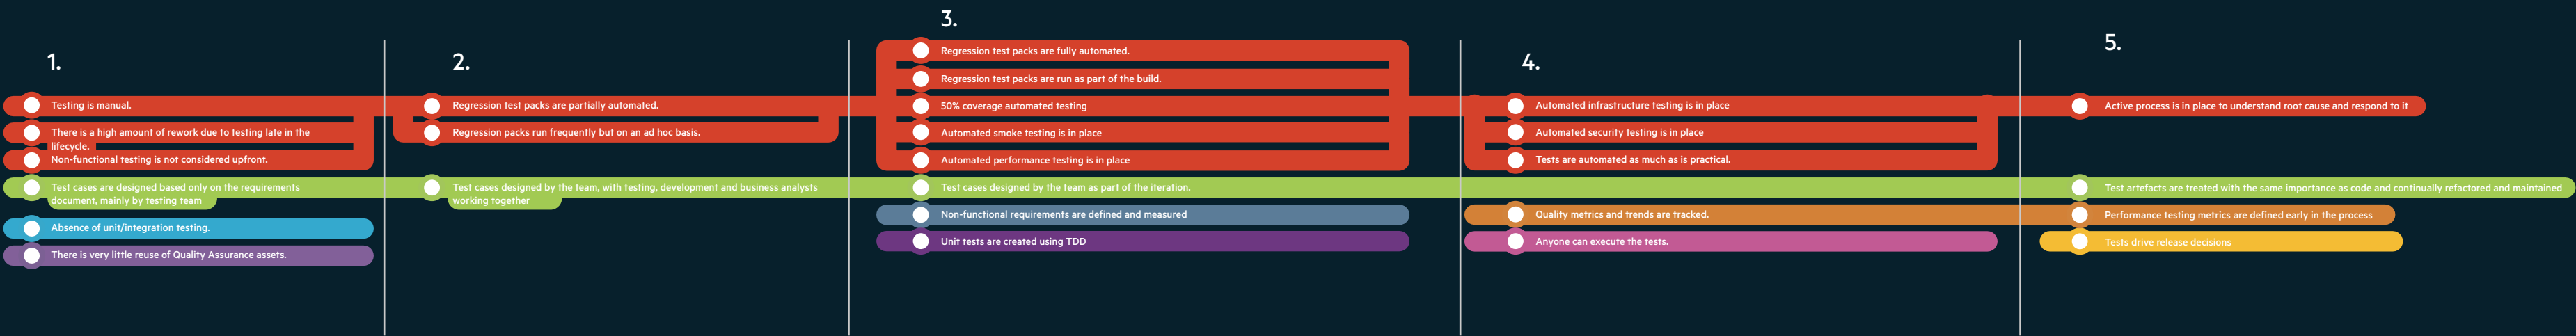 1.
Testing is manual.
There is a high amount of rework due to testing late in the
lifecycle.
Non-functional testing is not considered upfront.
Test cases are designed based only on the requirements
document, mainly by testing team
Absence of unit/integration testing.
There is very little reuse of Quality Assurance assets.
2.
Regression test packs are partially automated.
Regression packs run frequently but on an ad hoc basis.
Test cases designed by the team, with testing, development and business analysts
working together
3.
Regression test packs are fully automated.
Regression test packs are run as part of the build.
50% coverage automated testing
Automated smoke testing is in place
Automated performance testing is in place
Test cases designed by the team as part of the iteration.
Non-functional requirements are defined and measured
Unit tests are created using TDD
4.
Automated infrastructure testing is in place
Automated security testing is in place
Tests are automated as much as is practical.
Quality metrics and trends are tracked.
Anyone can execute the tests.
5.
Active process is in place to understand root cause and respond to it
Test artefacts are treated with the same importance as code and continually refactored and maintained
Performance testing metrics are defined early in the process
Tests drive release decisions